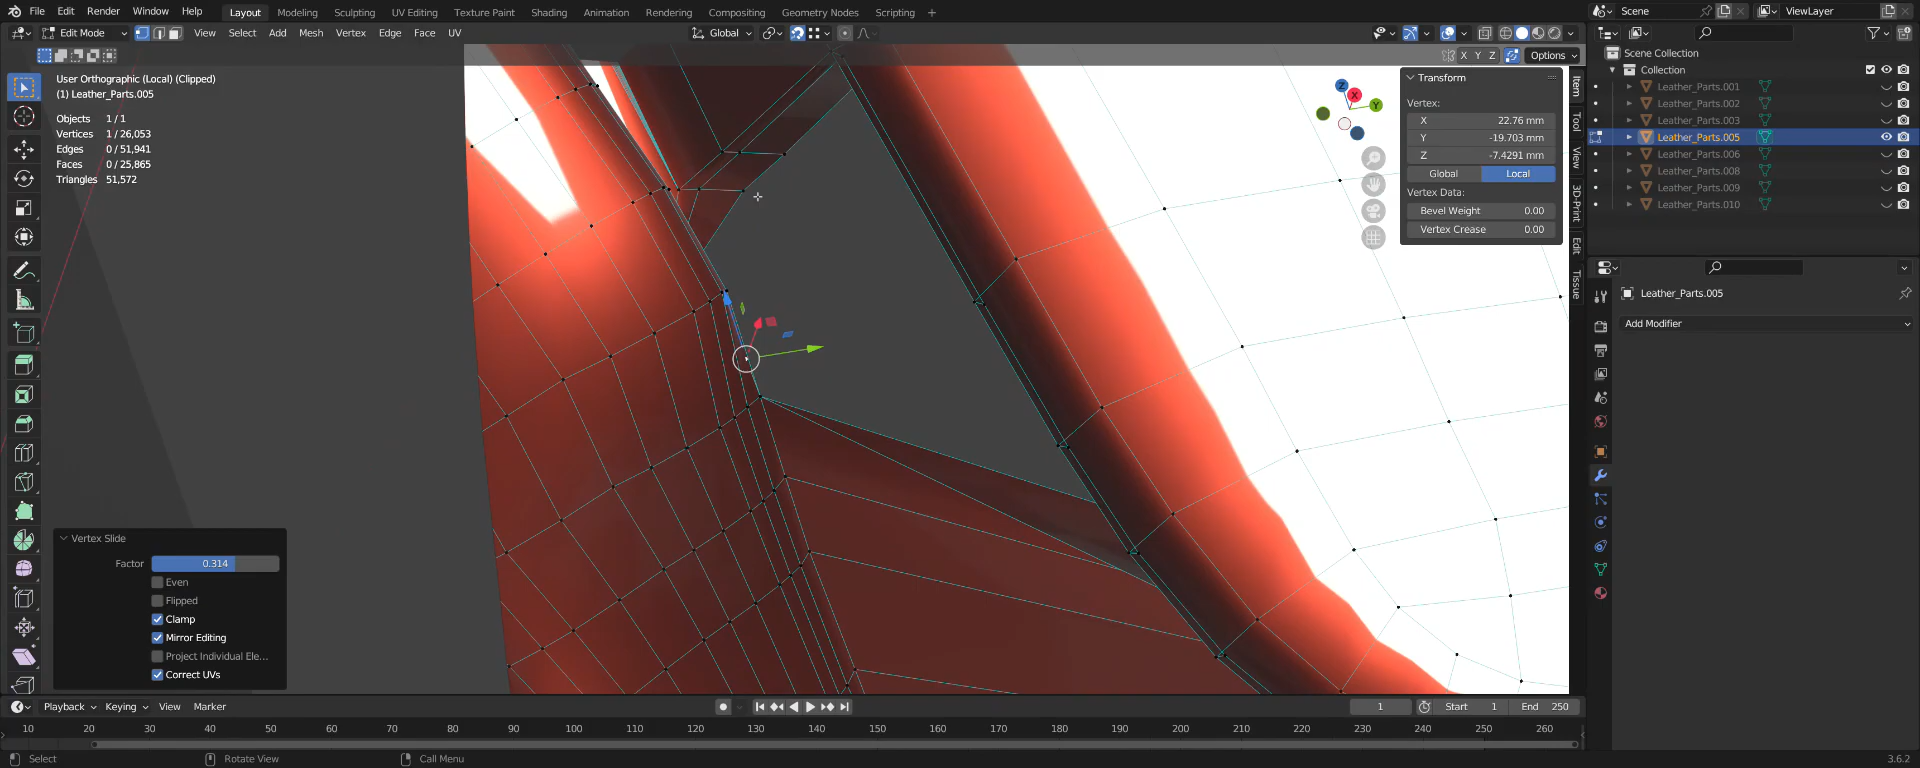 File Edit Render Window Help Layout Modeling Sculpting UV Editing Texture Paint Shading Animation Rendering Compositing Geometry Nodes Scripting + Scene ViewLayer
Edit Mode View Select Add Mesh Vertex Edge Face UV Global
X Y Z Options
User Orthographic (Local) (Clipped)
(1) Leather_Parts.005
Objects 1 / 1
Vertices 1 / 26,053
Edges 0 / 51,941
Faces 0 / 25,865
Triangles 51,572
Z X Y
Transform
Vertex:
X 22.76 mm
Y -19.703 mm
Z -7.4291 mm
Global Local
Vertex Data:
Bevel Weight 0.00
Vertex Crease 0.00
Item
Tool
View
3D-Print
Edit
Tissue
Scene Collection
Collection
Leather_Parts.001
Leather_Parts.002
Leather_Parts.003
Leather_Parts.005
Leather_Parts.006
Leather_Parts.008
Leather_Parts.009
Leather_Parts.010
Leather_Parts.005
Add Modifier
Vertex Slide
Factor 0.314
Even
Flipped
Clamp
Mirror Editing
Project Individual Ele...
Correct UVs
Playback Keying View Marker 1 Start 1 End 250
10 20 30 40 50 60 70 80 90 100 110 120 130 140 150 160 170 180 190 200 210 220 230 240 250 260
Select Rotate View Call Menu 3.6.2